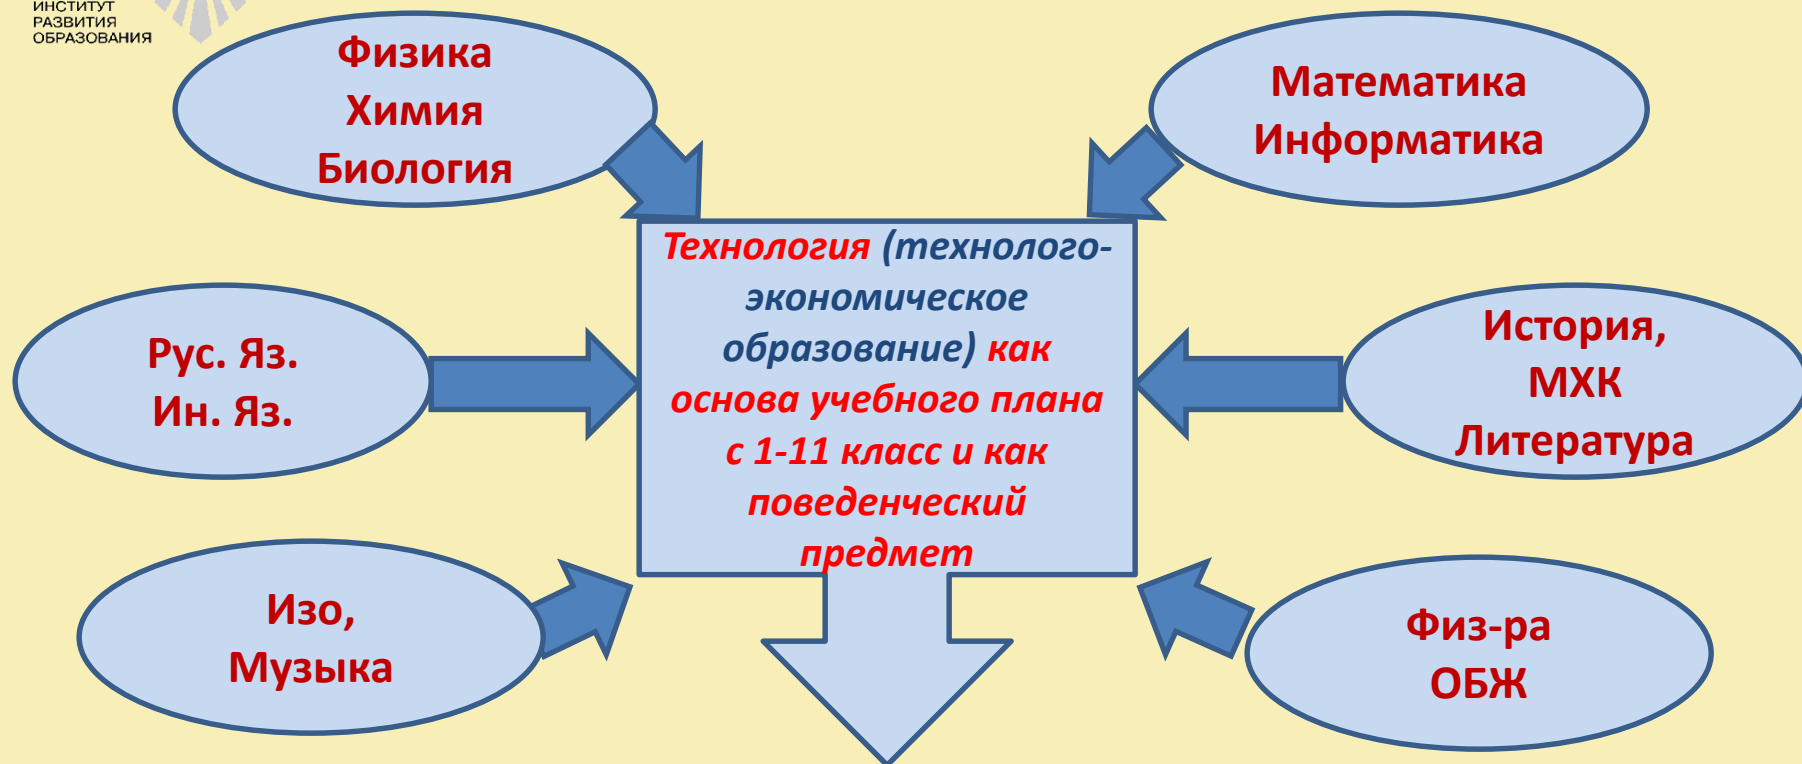 ИНСТИТУТ
РАЗВИТИЯ
ОБРАЗОВАНИЯ
Физика
Химия
Биология
Математика
Информатика
Технология (технолого-
экономическое
образование) как
основа учебного плана
с 1-11 класс и как
поведенческий
предмет
Рус. Яз.
Ин. Яз.
История,
МХК
Литература
Изо,
Музыка
Физ-ра
ОБЖ